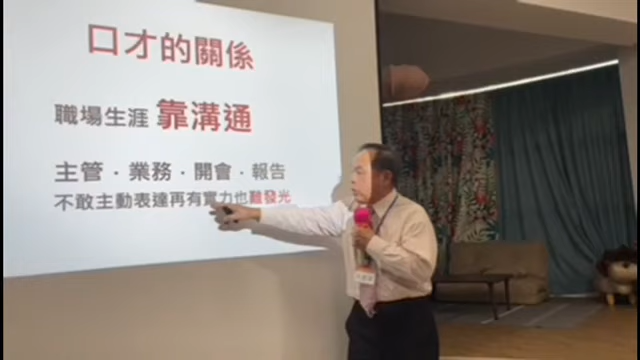 口才的關係
職場生涯 靠溝通
主管．業務．開會．報告
不敢主動表達再有實力也難發光